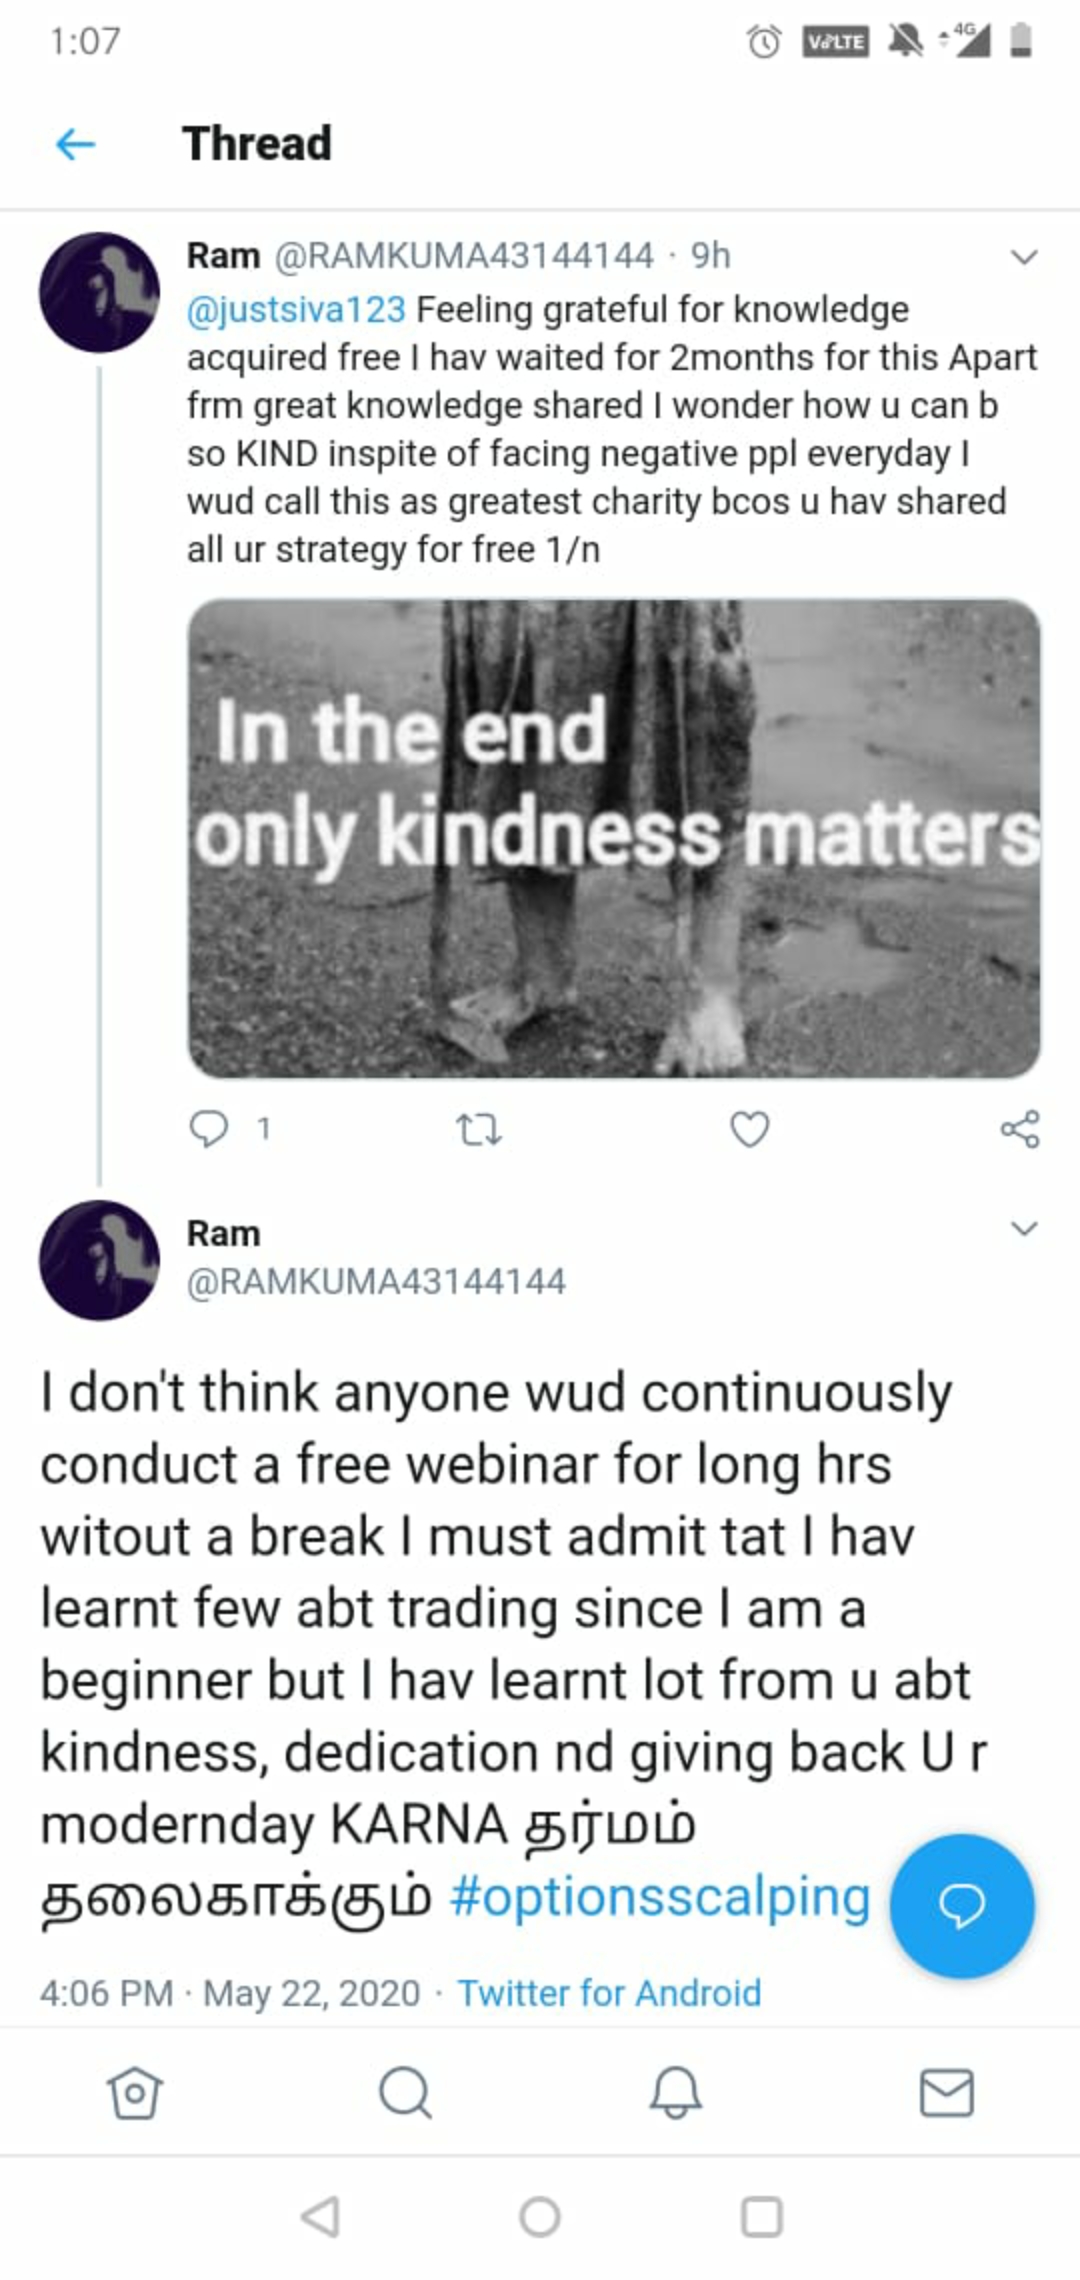 1:07
VoLTE
4G
Thread
Ram @RAMKUMA43144144 · 9h
@justsiva123 Feeling grateful for knowledge
acquired free I hav waited for 2months for this Apart
frm great knowledge shared I wonder how u can b
so KIND inspite of facing negative ppl everyday I
wud call this as greatest charity bcos u hav shared
all ur strategy for free 1/n
In the end
only kindness matters
1
Ram
@RAMKUMA43144144
I don't think anyone wud continuously
conduct a free webinar for long hrs
witout a break I must admit tat I hav
learnt few abt trading since I am a
beginner but I hav learnt lot from u abt
kindness, dedication nd giving back U r
modernday KARNA தர்மம்
தலைகாக்கும் #optionsscalping
4:06 PM · May 22, 2020 · Twitter for Android